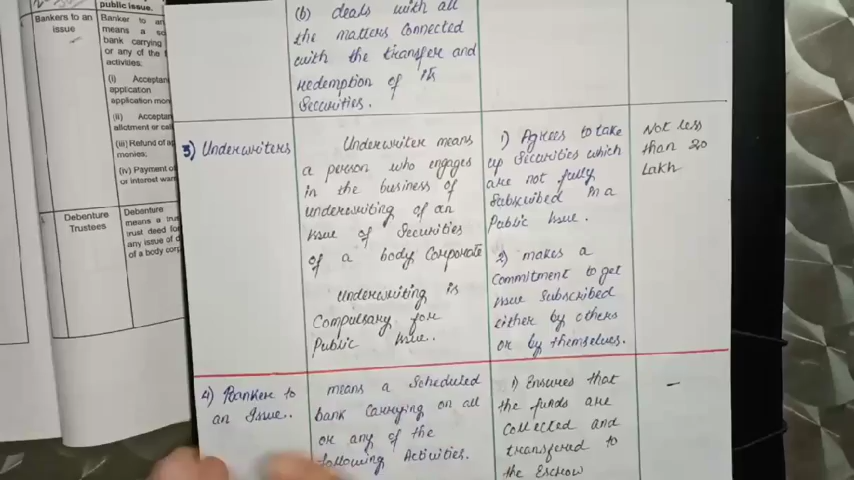 public issue.
Bankers to an
issue
Banker to an
means a
bank carrying
or any of the
activities:
(i) Acceptan
application
application mon
(ii) Acceptan
allotment or cal
(iii) Refund of
monies;
(iv) Payment o
or interest war
Debenture
Trustees
Debenture
means a trus
trust deed for
any issue of d
of a body corp
(b) deals with all
the matters connected
with the transfer and
redemption of its
Securities.
3) Underwriters
Underwriter means
a person who engages
in the business of
underwriting of an
issue of Securities
of a body Corporate
Underwriting is
Compulsary for
Public issue..
1) Agrees to take
up Securities which
are not fully
Subscribed in a
Public issue.
2) makes a
Commitment to get
issue Subscribed
either by others
or by themselves.
Not less
than 20
Lakh
4) Banker to
an Issue..
means a Scheduled
bank Carrying on all
or any of the
following Activities.
1) Ensures that
the funds are
collected and
transfered to
the Escrow
-